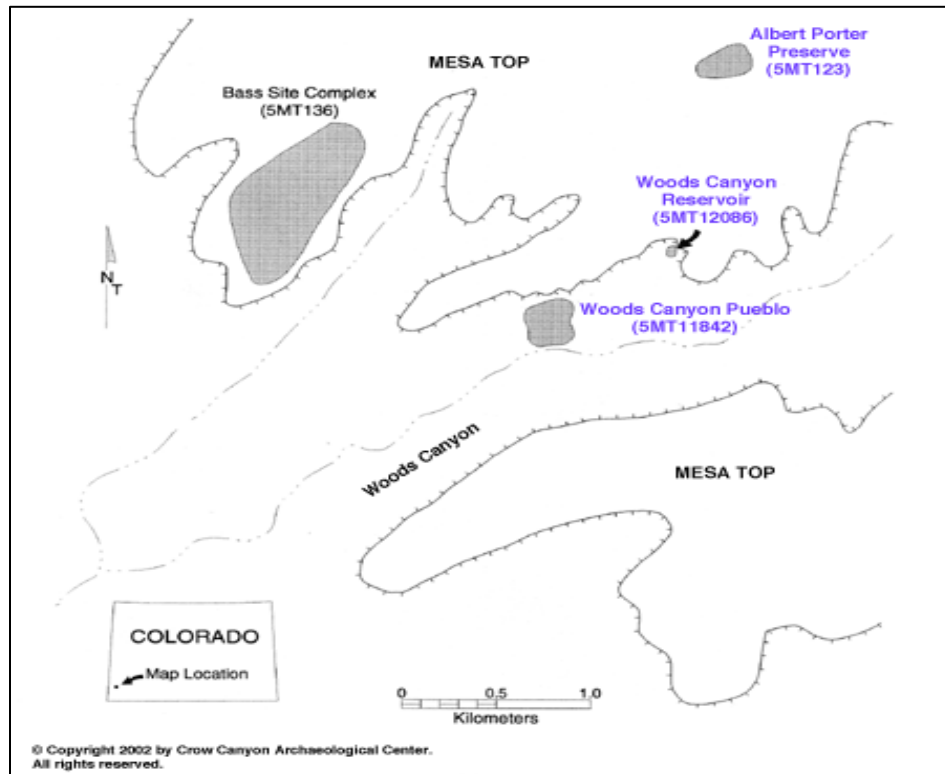 Albert Porter
Preserve
(5MT123)
MESA TOP
Bass Site Complex
(5MT136)
Woods Canyon
Reservoir
(5MT12086)
N
T
Woods Canyon Pueblo
(5MT11842)
Woods Canyon
MESA TOP
COLORADO
Map Location
0 0.5 1.0
Kilometers
© Copyright 2002 by Crow Canyon Archaeological Center.
All rights reserved.